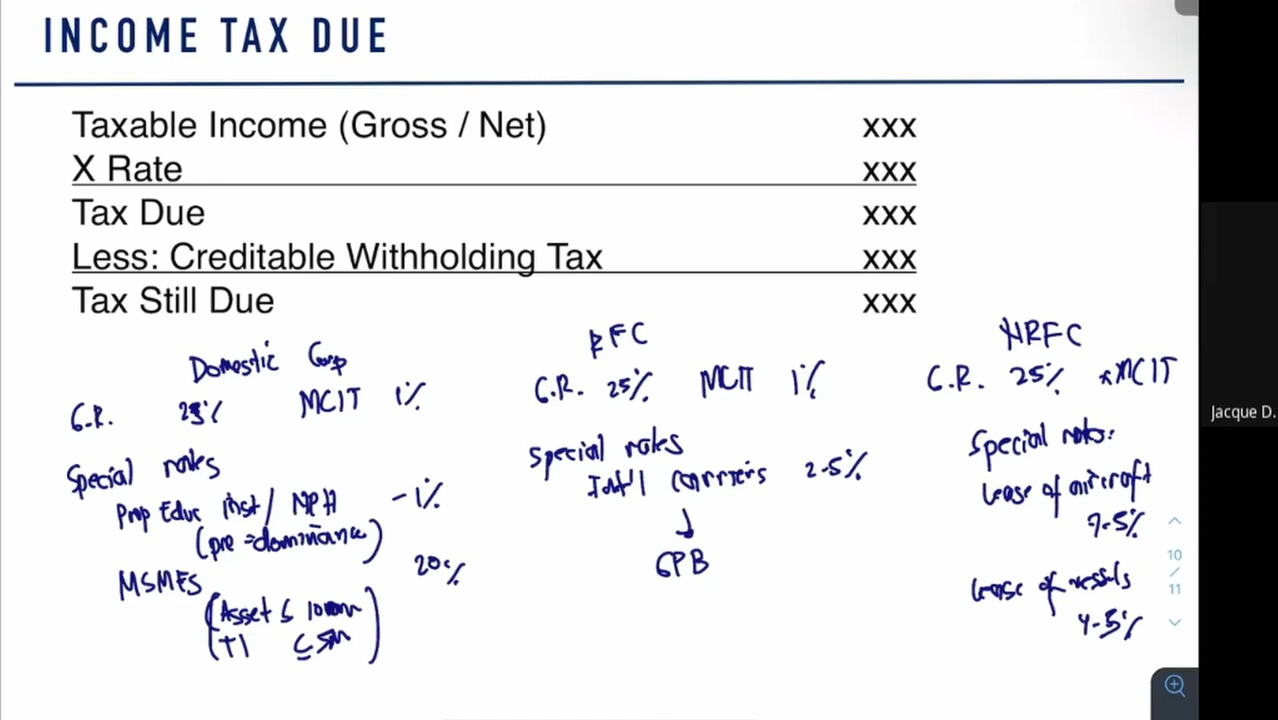 INCOME TAX DUE
Taxable Income (Gross / Net) xxx
X Rate xxx
Tax Due xxx
Less: Creditable Withholding Tax xxx
Tax Still Due xxx
Domestic Corp
G.R. 25% MCIT 1%
Special rates
Prop Educ inst / NPH - 1%
(pre-dominance)
MSMES 20%
(Asset ≤ 100m
TI ≤ 5M)
RFC
G.R. 25% MCIT 1%
Special rates
Int'l carriers 2.5%
↓
GPB
NRFC
G.R. 25% xMCIT
Special rates:
Lease of aircraft
7.5%
Lease of vessels
4.5%
Jacque D.
10
/
11